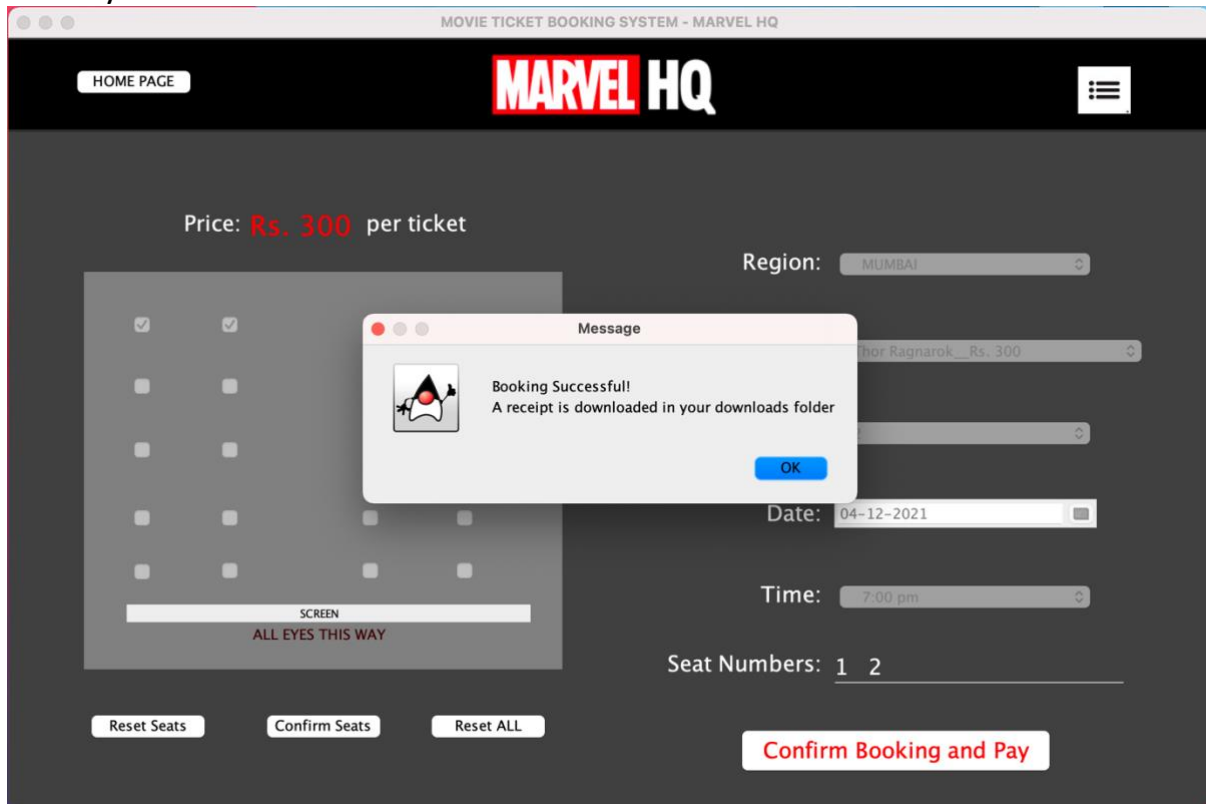 MOVIE TICKET BOOKING SYSTEM - MARVEL HQ
HOME PAGE
MARVEL HQ
Price: Rs. 300 per ticket
Region: MUMBAI
Message
Thor Ragnarok__Rs. 300
Booking Successful!
A receipt is downloaded in your downloads folder
OK
Date: 04-12-2021
Time: 7:00 pm
SCREEN
ALL EYES THIS WAY
Seat Numbers: 1 2
Reset Seats
Confirm Seats
Reset ALL
Confirm Booking and Pay